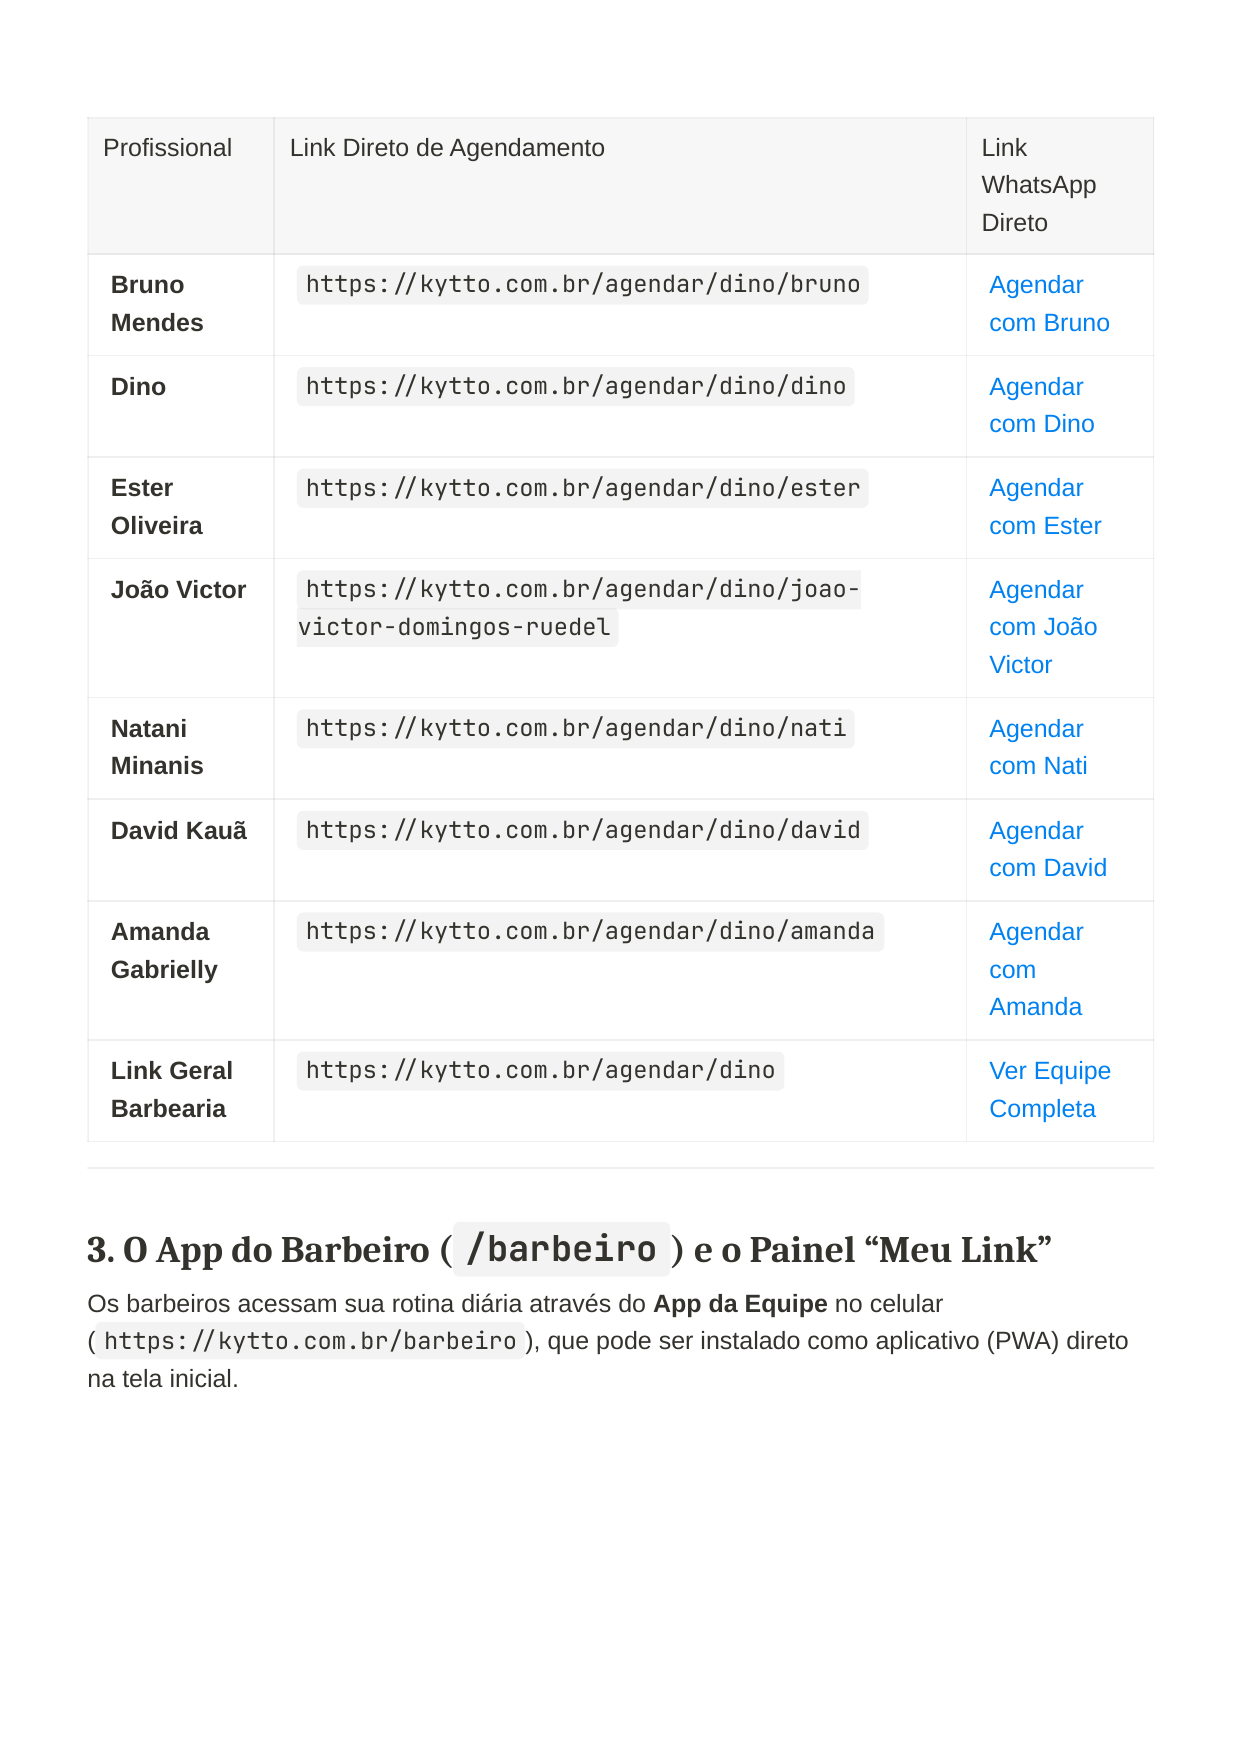 Profissional
Link Direto de Agendamento
Link
WhatsApp
Direto
Bruno
Mendes
https://kytto.com.br/agendar/dino/bruno
Agendar
com Bruno
Dino
https://kytto.com.br/agendar/dino/dino
Agendar
com Dino
Ester
Oliveira
https://kytto.com.br/agendar/dino/ester
Agendar
com Ester
João Victor
https://kytto.com.br/agendar/dino/joao-
victor-domingos-ruedel
Agendar
com João
Victor
Natani
Minanis
https://kytto.com.br/agendar/dino/nati
Agendar
com Nati
David Kauã
https://kytto.com.br/agendar/dino/david
Agendar
com David
Amanda
Gabrielly
https://kytto.com.br/agendar/dino/amanda
Agendar
com
Amanda
Link Geral
Barbearia
https://kytto.com.br/agendar/dino
Ver Equipe
Completa
3. O App do Barbeiro ( /barbeiro ) e o Painel “Meu Link”
Os barbeiros acessam sua rotina diária através do App da Equipe no celular
( https://kytto.com.br/barbeiro ), que pode ser instalado como aplicativo (PWA) direto
na tela inicial.